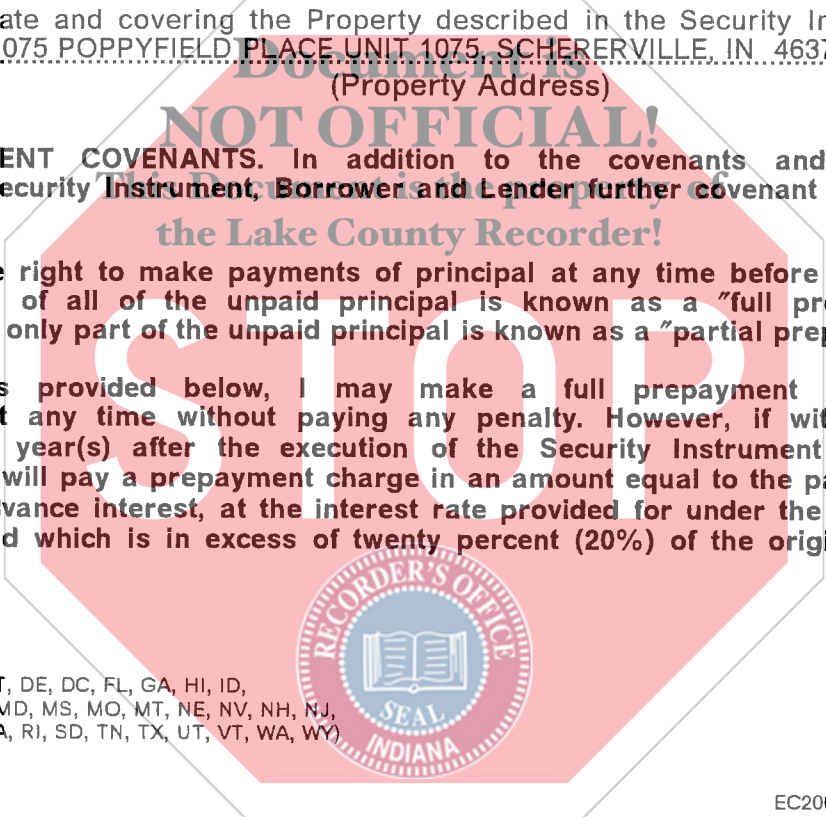 ate and covering the Property described in the Security In
075 POPPYFIELD PLACE UNIT 1075, SCHERERVILLE, IN 4637
Document is
(Property Address)
NOT OFFICIAL!
ENT COVENANTS. In addition to the covenants and
ecurity Instrument, Borrower and Lender further covenant
This Document is the property of
the Lake County Recorder!
e right to make payments of principal at any time before
of all of the unpaid principal is known as a "full pr
only part of the unpaid principal is known as a "partial prep
STOP
s provided below, I may make a full prepayment
t any time without paying any penalty. However, if wit
year(s) after the execution of the Security Instrument
will pay a prepayment charge in an amount equal to the pa
vance interest, at the interest rate provided for under the
d which is in excess of twenty percent (20%) of the origi
RECORDER'S OFFICE
SEAL
INDIANA
T, DE, DC, FL, GA, HI, ID,
MD, MS, MO, MT, NE, NV, NH, NJ,
A, RI, SD, TN, TX, UT, VT, WA, WY)
EC20